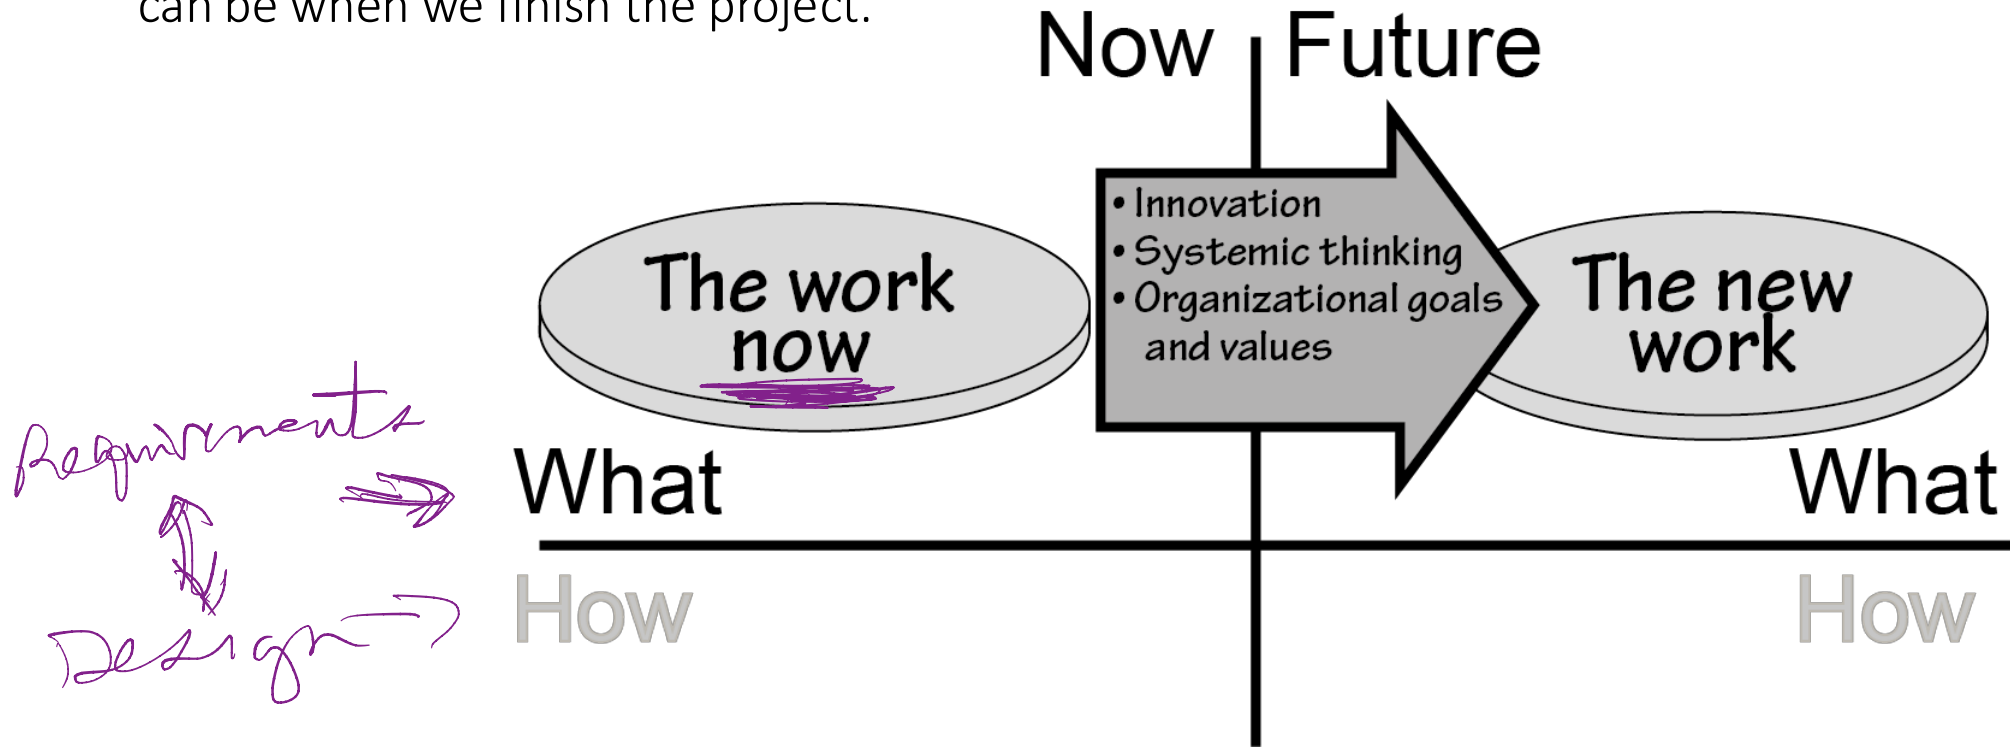 can be when we finish the project.
Now Future
• Innovation
• Systemic thinking
• Organizational goals
and values
The work
now
The new
work
Requirments
What
What
Design
How
How